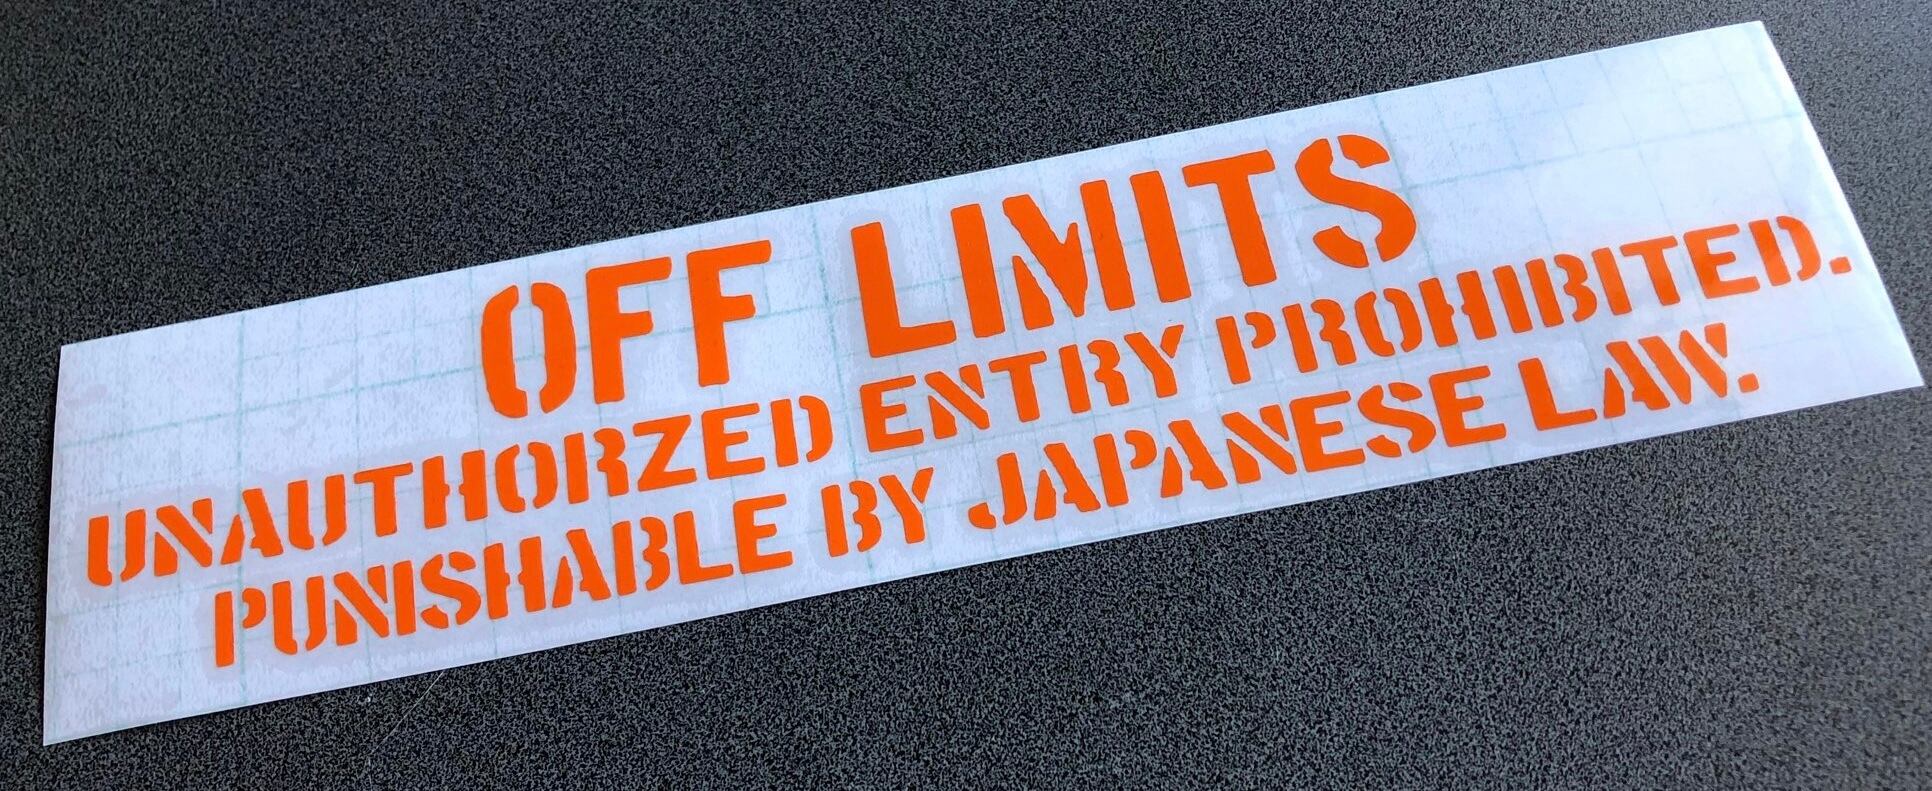 OFF LIMITS
UNAUTHORZED ENTRY PROHIBITED.
PUNISHABLE BY JAPANESE LAW.